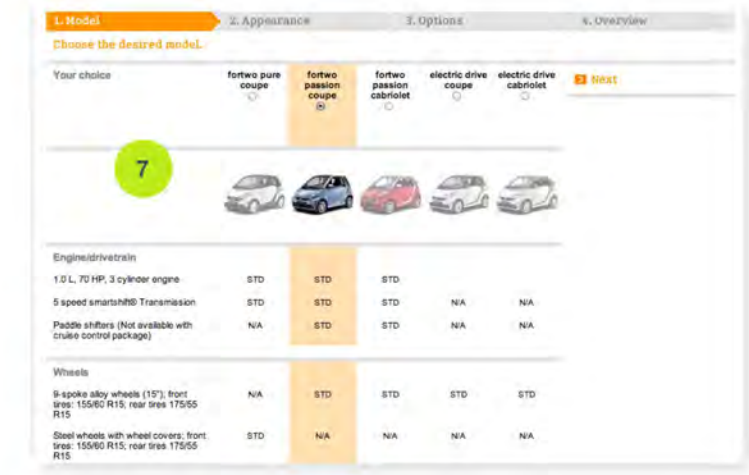 1. Model 2. Appearance 3. Options 4. Overview
Choose the desired model.
Your choice
fortwo pure coupe
fortwo passion coupe
fortwo passion cabriolet
electric drive coupe
electric drive cabriolet
Next
7
Engine/drivetrain
1.0 L, 70 HP, 3 cylinder engine STD STD STD
5 speed smartshift® Transmission STD STD STD N/A N/A
Paddle shifters (Not available with N/A STD STD N/A N/A
cruise control package)
Wheels
9-spoke alloy wheels (15"); front N/A STD STD STD STD
tires: 155/60 R15; rear tires 175/55
R15
Steel wheels with wheel covers; front STD N/A N/A N/A N/A
tires: 155/60 R15; rear tires 175/55
R15